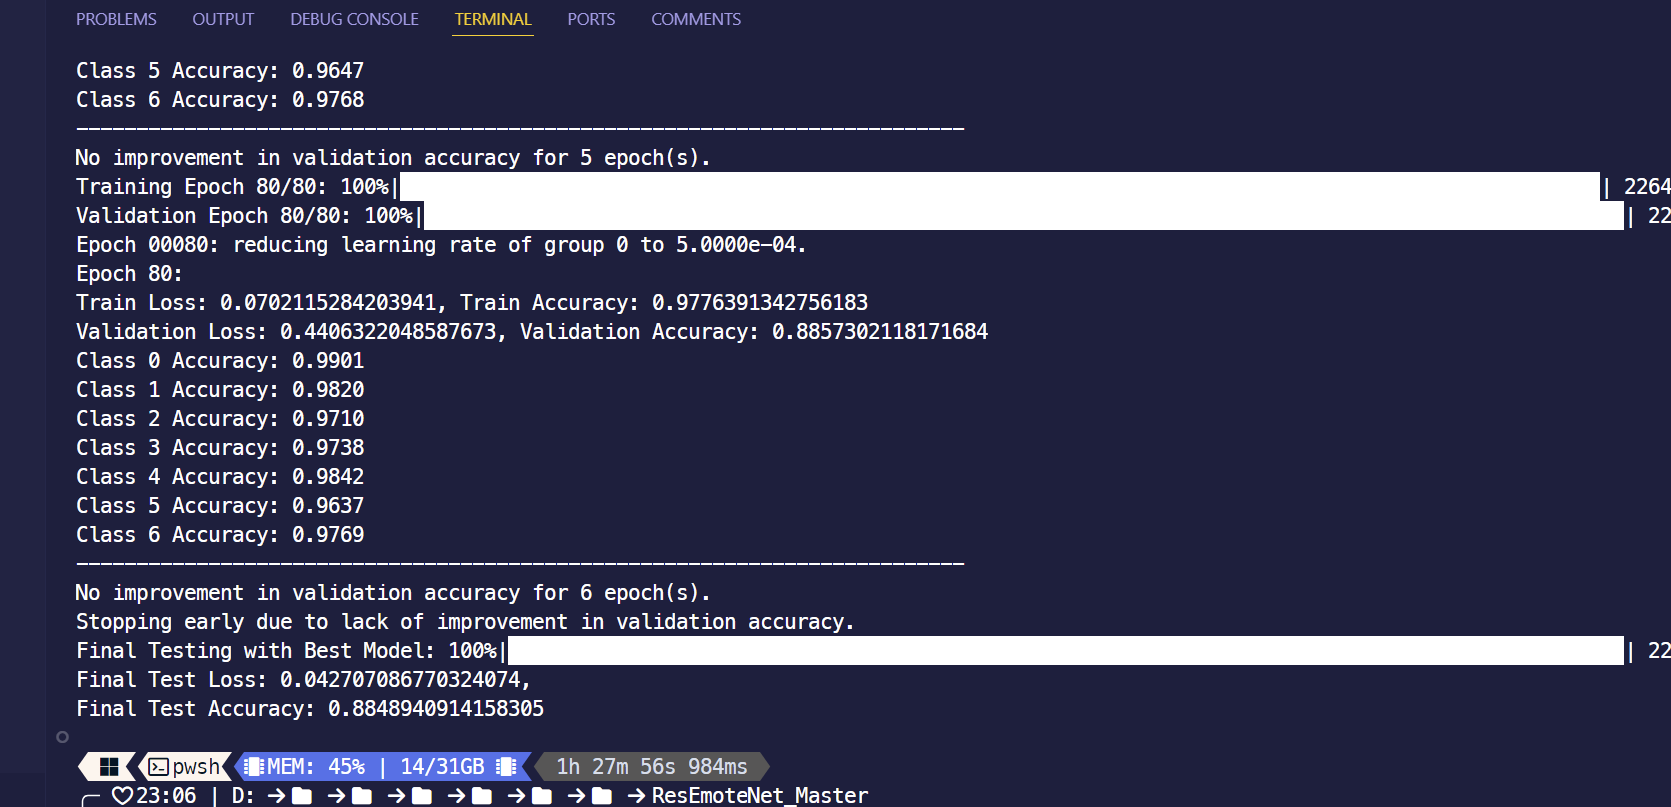 PROBLEMS OUTPUT DEBUG CONSOLE TERMINAL PORTS COMMENTS
Class 5 Accuracy: 0.9647
Class 6 Accuracy: 0.9768
--------------------------------------------------------------------------
No improvement in validation accuracy for 5 epoch(s).
Training Epoch 80/80: 100%| | 2264
Validation Epoch 80/80: 100%| | 22
Epoch 00080: reducing learning rate of group 0 to 5.0000e-04.
Epoch 80:
Train Loss: 0.0702115284203941, Train Accuracy: 0.9776391342756183
Validation Loss: 0.4406322048587673, Validation Accuracy: 0.8857302118171684
Class 0 Accuracy: 0.9901
Class 1 Accuracy: 0.9820
Class 2 Accuracy: 0.9710
Class 3 Accuracy: 0.9738
Class 4 Accuracy: 0.9842
Class 5 Accuracy: 0.9637
Class 6 Accuracy: 0.9769
--------------------------------------------------------------------------
No improvement in validation accuracy for 6 epoch(s).
Stopping early due to lack of improvement in validation accuracy.
Final Testing with Best Model: 100%| | 22
Final Test Loss: 0.042707086770324074,
Final Test Accuracy: 0.8848940914158305
pwsh MEM: 45% | 14/31GB 1h 27m 56s 984ms
23:06 | D: → → → → → → → ResEmoteNet_Master